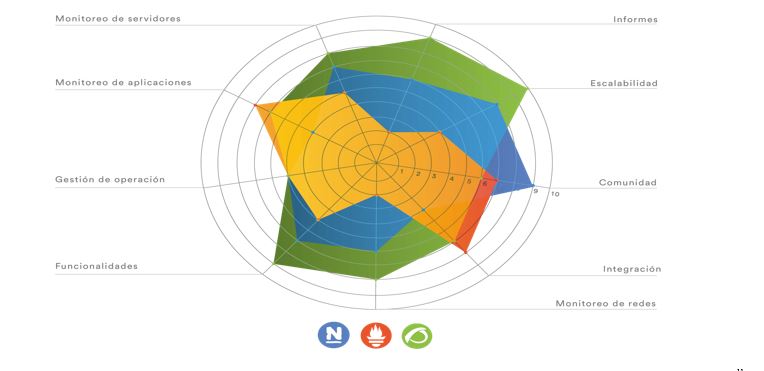 Monitoreo de servidores
Informes
Monitoreo de aplicaciones
Escalabilidad
Gestión de operación
Comunidad
1 2 3 4 5 6 9 10
Funcionalidades
Integración
Monitoreo de redes
N